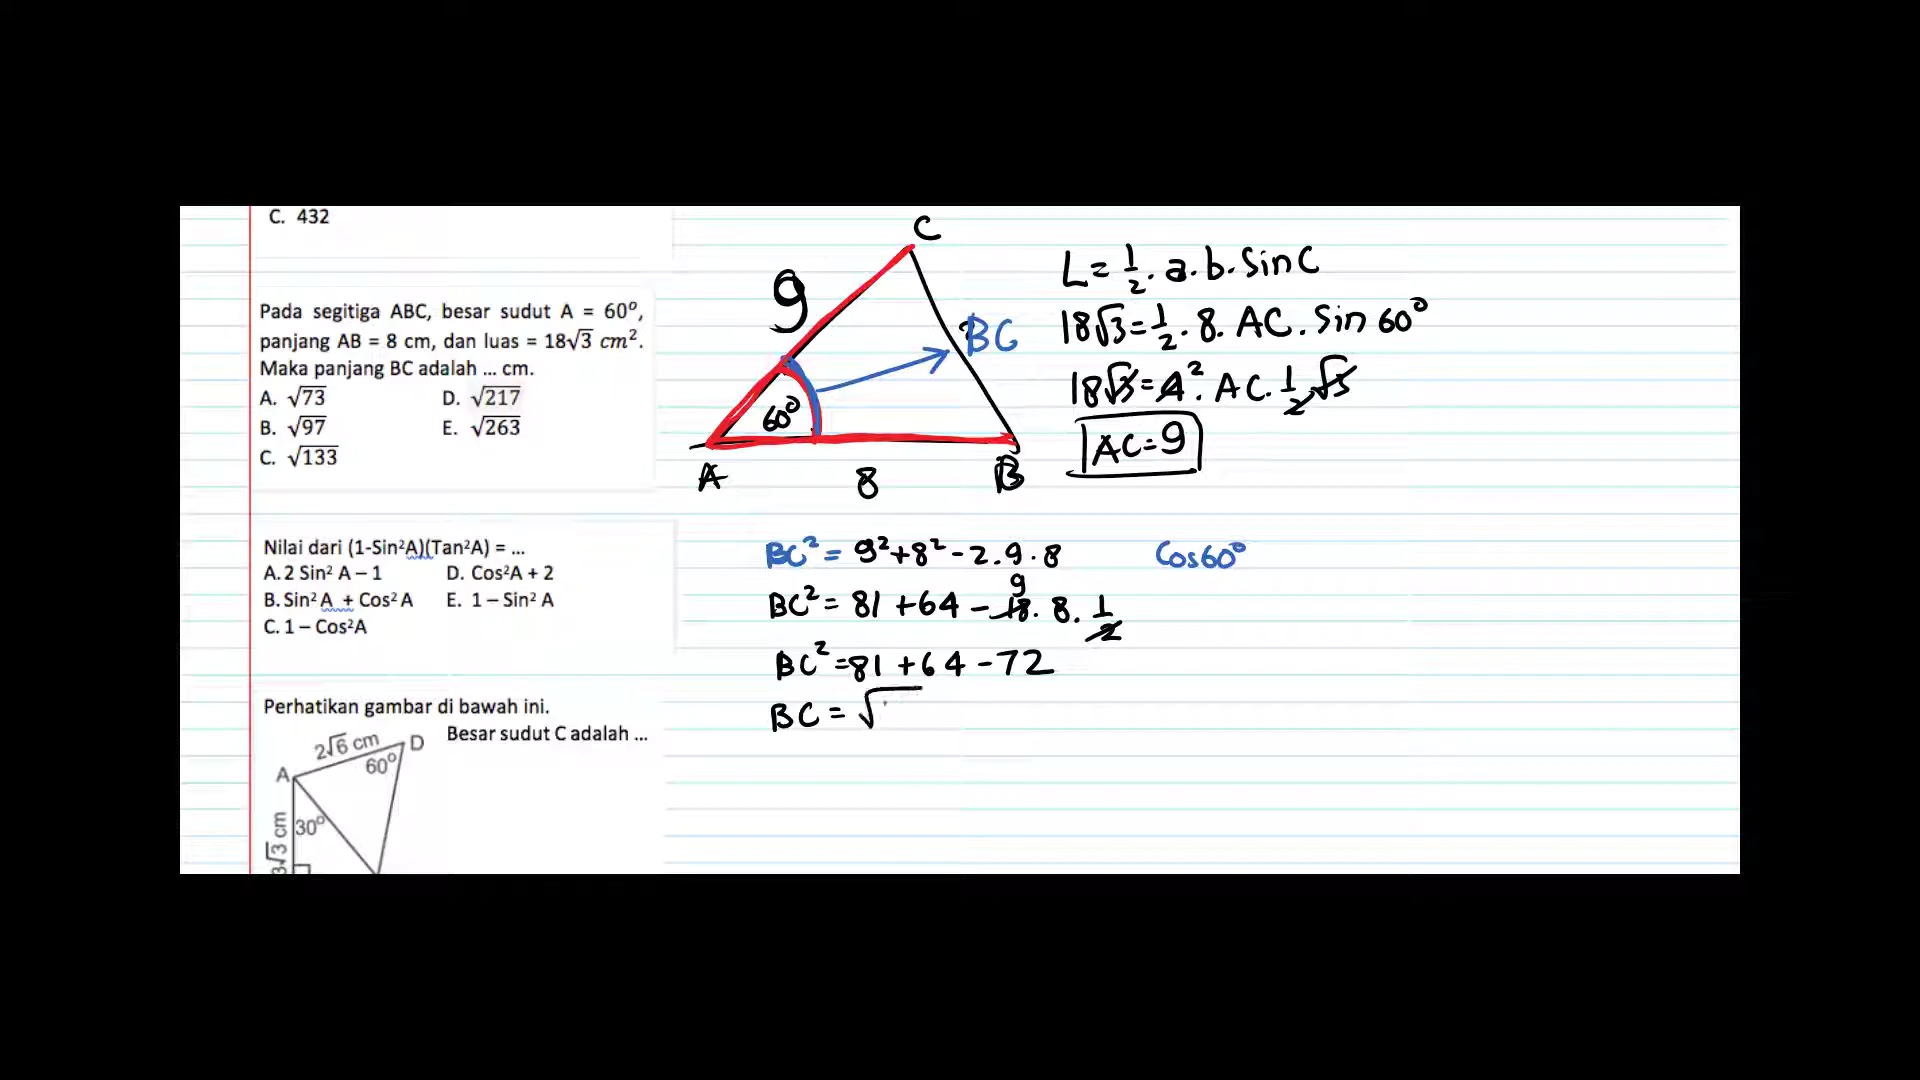 C. 432
Pada segitiga ABC, besar sudut A = 60°,
panjang AB = 8 cm, dan luas = 18√3 cm².
Maka panjang BC adalah ... cm.
A. √73 D. √217
B. √97 E. √263
C. √133
Nilai dari (1-Sin²A)(Tan²A) = ...
A. 2 Sin² A – 1 D. Cos²A + 2
B. Sin² A + Cos² A E. 1 – Sin² A
C. 1 – Cos²A
Perhatikan gambar di bawah ini.
Besar sudut C adalah ...
2√6 cm D
60°
A
30°
3√3 cm
C
9
BC
60°
A 8 B
L = 1/2 . a . b . Sin C
18√3 = 1/2 . 8 . AC . Sin 60°
18√3 = 4² . AC . 1/2 √3
AC = 9
BC² = 9² + 8² - 2 . 9 . 8 Cos 60°
9
BC² = 81 + 64 - 18 . 8 . 1/2
BC² = 81 + 64 - 72
BC = √